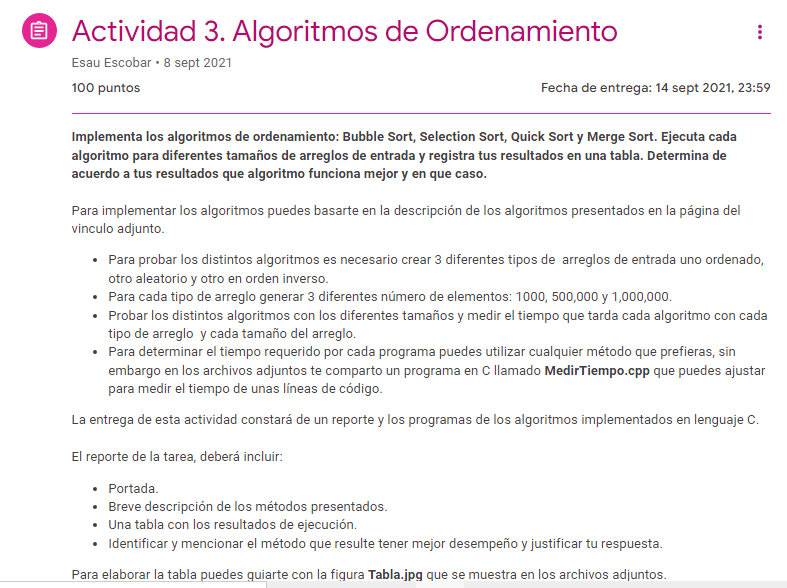 Actividad 3. Algoritmos de Ordenamiento
Esau Escobar • 8 sept 2021
100 puntos
Fecha de entrega: 14 sept 2021, 23:59
Implementa los algoritmos de ordenamiento: Bubble Sort, Selection Sort, Quick Sort y Merge Sort. Ejecuta cada
algoritmo para diferentes tamaños de arreglos de entrada y registra tus resultados en una tabla. Determina de
acuerdo a tus resultados que algoritmo funciona mejor y en que caso.
Para implementar los algoritmos puedes basarte en la descripción de los algoritmos presentados en la página del
vinculo adjunto.
• Para probar los distintos algoritmos es necesario crear 3 diferentes tipos de arreglos de entrada uno ordenado,
otro aleatorio y otro en orden inverso.
• Para cada tipo de arreglo generar 3 diferentes número de elementos: 1000, 500,000 y 1,000,000.
• Probar los distintos algoritmos con los diferentes tamaños y medir el tiempo que tarda cada algoritmo con cada
tipo de arreglo y cada tamaño del arreglo.
• Para determinar el tiempo requerido por cada programa puedes utilizar cualquier método que prefieras, sin
embargo en los archivos adjuntos te comparto un programa en C llamado MedirTiempo.cpp que puedes ajustar
para medir el tiempo de unas líneas de código.
La entrega de esta actividad constará de un reporte y los programas de los algoritmos implementados en lenguaje C.
El reporte de la tarea, deberá incluir:
• Portada.
• Breve descripción de los métodos presentados.
• Una tabla con los resultados de ejecución.
• Identificar y mencionar el método que resulte tener mejor desempeño y justificar tu respuesta.
Para elaborar la tabla puedes guiarte con la figura Tabla.jpg que se muestra en los archivos adjuntos.